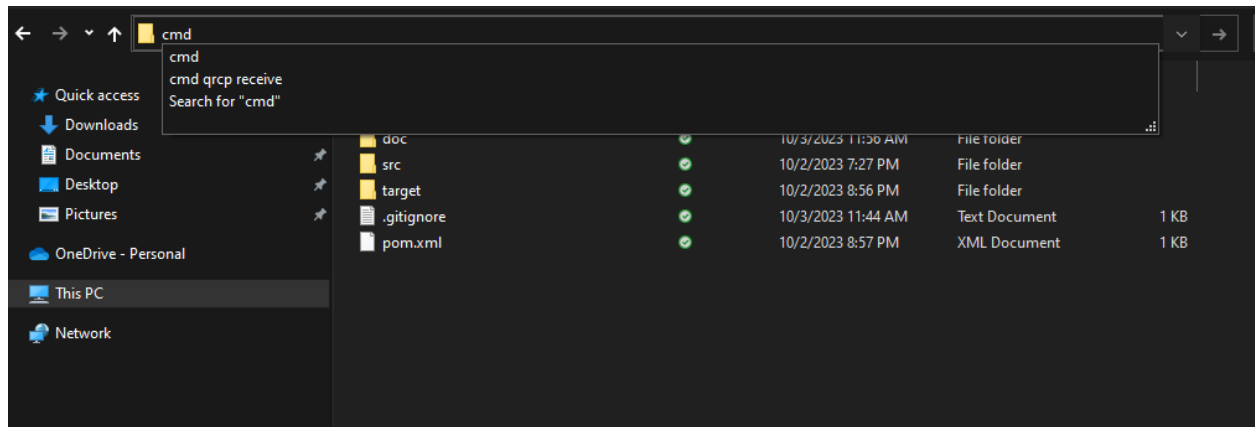 cmd
cmd
cmd qrcp receive
Search for "cmd"
Quick access
Downloads
Documents
Desktop
Pictures
OneDrive - Personal
This PC
Network
doc 10/3/2023 11:56 AM File folder
src 10/2/2023 7:27 PM File folder
target 10/2/2023 8:56 PM File folder
.gitignore 10/3/2023 11:44 AM Text Document 1 KB
pom.xml 10/2/2023 8:57 PM XML Document 1 KB